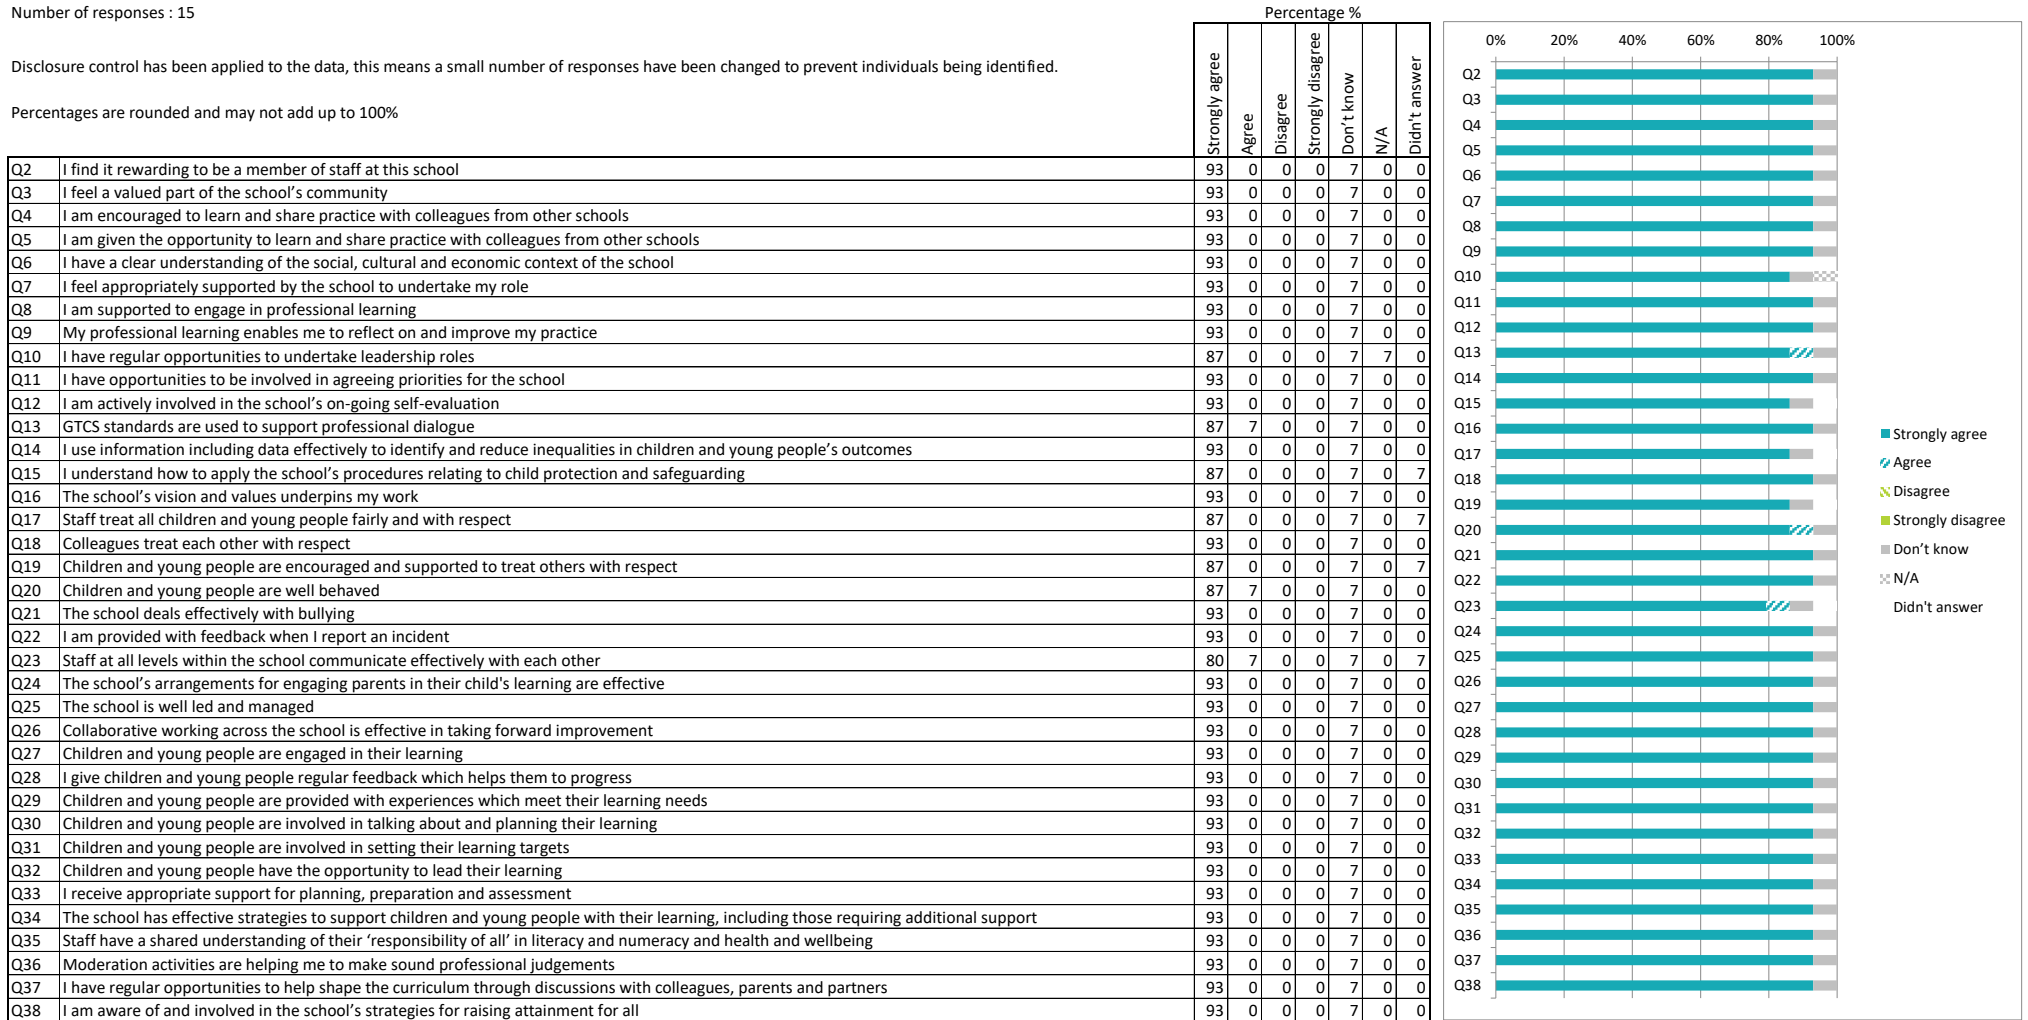 Number of responses : 15
Percentage %
Disclosure control has been applied to the data, this means a small number of responses have been changed to prevent individuals being identified.
Percentages are rounded and may not add up to 100%
Strongly agree
Agree
Disagree
Strongly disagree
Don't know
N/A
Didn't answer
Q2 I find it rewarding to be a member of staff at this school 93 0 0 0 7 0 0
Q3 I feel a valued part of the school’s community 93 0 0 0 7 0 0
Q4 I am encouraged to learn and share practice with colleagues from other schools 93 0 0 0 7 0 0
Q5 I am given the opportunity to learn and share practice with colleagues from other schools 93 0 0 0 7 0 0
Q6 I have a clear understanding of the social, cultural and economic context of the school 93 0 0 0 7 0 0
Q7 I feel appropriately supported by the school to undertake my role 93 0 0 0 7 0 0
Q8 I am supported to engage in professional learning 93 0 0 0 7 0 0
Q9 My professional learning enables me to reflect on and improve my practice 93 0 0 0 7 0 0
Q10 I have regular opportunities to undertake leadership roles 87 0 0 0 7 7 0
Q11 I have opportunities to be involved in agreeing priorities for the school 93 0 0 0 7 0 0
Q12 I am actively involved in the school’s on-going self-evaluation 93 0 0 0 7 0 0
Q13 GTCS standards are used to support professional dialogue 87 7 0 0 7 0 0
Q14 I use information including data effectively to identify and reduce inequalities in children and young people’s outcomes 93 0 0 0 7 0 0
Q15 I understand how to apply the school’s procedures relating to child protection and safeguarding 87 0 0 0 7 0 7
Q16 The school’s vision and values underpins my work 93 0 0 0 7 0 0
Q17 Staff treat all children and young people fairly and with respect 87 0 0 0 7 0 7
Q18 Colleagues treat each other with respect 93 0 0 0 7 0 0
Q19 Children and young people are encouraged and supported to treat others with respect 87 0 0 0 7 0 7
Q20 Children and young people are well behaved 87 7 0 0 7 0 0
Q21 The school deals effectively with bullying 93 0 0 0 7 0 0
Q22 I am provided with feedback when I report an incident 93 0 0 0 7 0 0
Q23 Staff at all levels within the school communicate effectively with each other 80 7 0 0 7 0 7
Q24 The school’s arrangements for engaging parents in their child's learning are effective 93 0 0 0 7 0 0
Q25 The school is well led and managed 93 0 0 0 7 0 0
Q26 Collaborative working across the school is effective in taking forward improvement 93 0 0 0 7 0 0
Q27 Children and young people are engaged in their learning 93 0 0 0 7 0 0
Q28 I give children and young people regular feedback which helps them to progress 93 0 0 0 7 0 0
Q29 Children and young people are provided with experiences which meet their learning needs 93 0 0 0 7 0 0
Q30 Children and young people are involved in talking about and planning their learning 93 0 0 0 7 0 0
Q31 Children and young people are involved in setting their learning targets 93 0 0 0 7 0 0
Q32 Children and young people have the opportunity to lead their learning 93 0 0 0 7 0 0
Q33 I receive appropriate support for planning, preparation and assessment 93 0 0 0 7 0 0
Q34 The school has effective strategies to support children and young people with their learning, including those requiring additional support 93 0 0 0 7 0 0
Q35 Staff have a shared understanding of their ‘responsibility of all’ in literacy and numeracy and health and wellbeing 93 0 0 0 7 0 0
Q36 Moderation activities are helping me to make sound professional judgements 93 0 0 0 7 0 0
Q37 I have regular opportunities to help shape the curriculum through discussions with colleagues, parents and partners 93 0 0 0 7 0 0
Q38 I am aware of and involved in the school’s strategies for raising attainment for all 93 0 0 0 7 0 0
0% 20% 40% 60% 80% 100%
Q2
Q3
Q4
Q5
Q6
Q7
Q8
Q9
Q10
Q11
Q12
Q13
Q14
Q15
Q16
Q17
Q18
Q19
Q20
Q21
Q22
Q23
Q24
Q25
Q26
Q27
Q28
Q29
Q30
Q31
Q32
Q33
Q34
Q35
Q36
Q37
Q38
Strongly agree
Agree
Disagree
Strongly disagree
Don’t know
N/A
Didn't answer